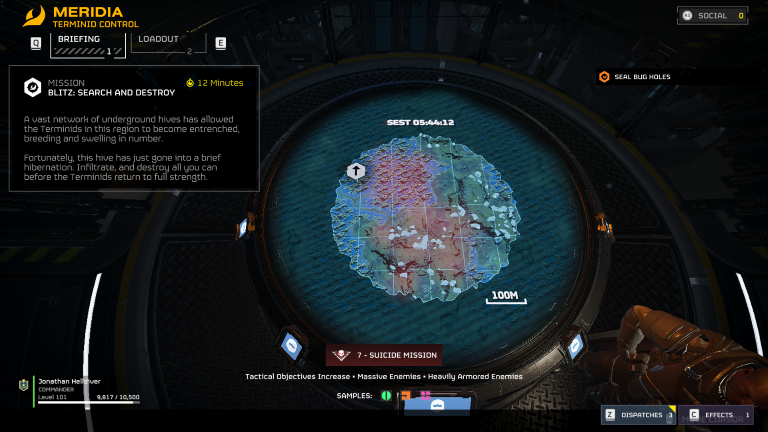 MERIDIA
TERMINID CONTROL
SOCIAL 0
Q
BRIEFING
1
LOADOUT
2
E
MISSION
12 Minutes
BLITZ: SEARCH AND DESTROY
A vast network of underground hives has allowed
the Terminids in this region to become entrenched,
breeding and swelling in number.
Fortunately, this hive has just gone into a brief
hibernation. Infiltrate, and destroy all you can
before the Terminids return to full strength.
SEAL BUG HOLES
SEST 05:44:12
100M
7 - SUICIDE MISSION
Tactical Objectives Increase • Massive Enemies • Heavily Armored Enemies
SAMPLES:
Jonathan Helldiver
COMMANDER
Level 101
9,817 / 10,500
Z DISPATCHES 3
C EFFECTS 1
MOVE CURSOR